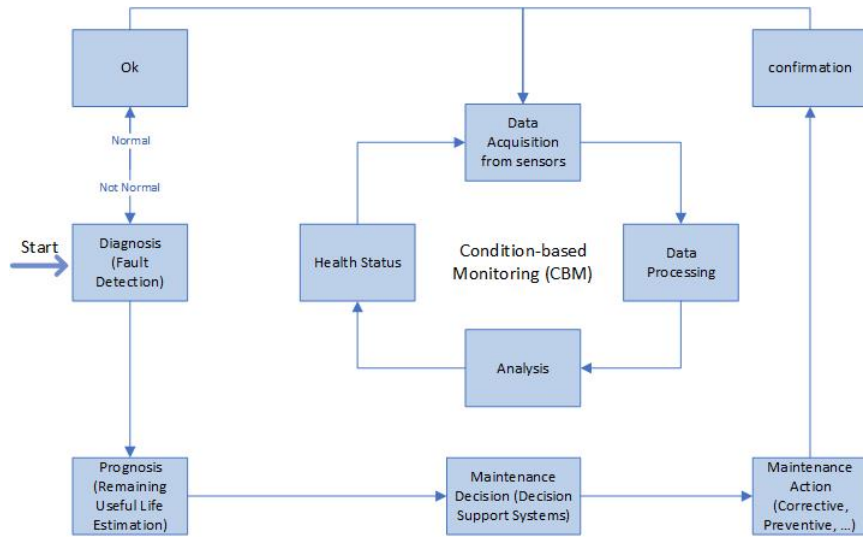 Ok
confirmation
Data
Acquisition
from sensors
Normal
Not Normal
Start
Diagnosis
(Fault
Detection)
Health Status
Condition-based
Monitoring (CBM)
Data
Processing
Analysis
Prognosis
(Remaining
Useful Life
Estimation)
Maintenance
Decision (Decision
Support Systems)
Maintenance
Action
(Corrective,
Preventive, ...)